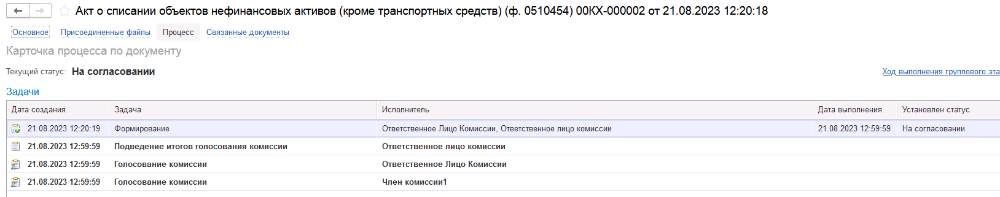 Акт о списании объектов нефинансовых активов (кроме транспортных средств) (ф. 0510454) 00КХ-000002 от 21.08.2023 12:20:18
Основное Присоединенные файлы Процесс Связанные документы
Карточка процесса по документу
Текущий статус: На согласовании Ход выполнения группового эта
Задачи
Дата создания Задача Исполнитель Дата выполнения Установлен статус
21.08.2023 12:20:19 Формирование Ответственное Лицо Комиссии, Ответственное лицо комиссии 21.08.2023 12:59:59 На согласовании
21.08.2023 12:59:59 Подведение итогов голосования комиссии Ответственное лицо комиссии
21.08.2023 12:59:59 Голосование комиссии Ответственное Лицо Комиссии
21.08.2023 12:59:59 Голосование комиссии Член комиссии1